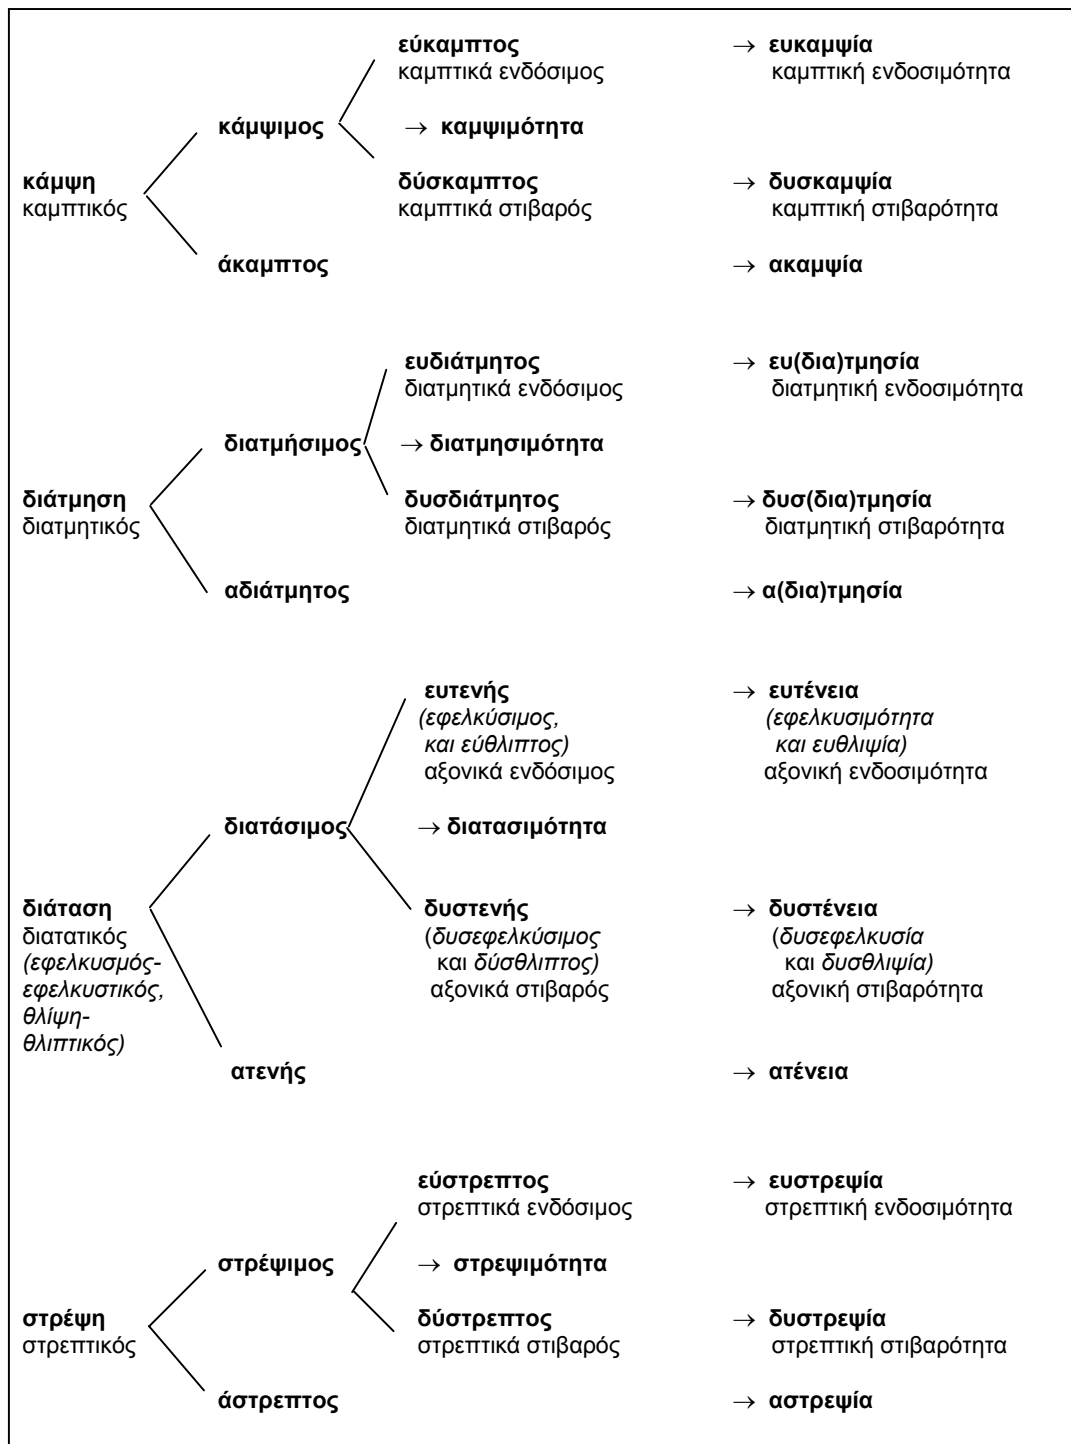 εύκαμπτος → ευκαμψία
καμπτικά ενδόσιμος καμπτική ενδοσιμότητα
κάμψιμος → καμψιμότητα
κάμψη δύσκαμπτος → δυσκαμψία
καμπτικός καμπτικά στιβαρός καμπτική στιβαρότητα
άκαμπτος → ακαμψία
ευδιάτμητος → ευ(δια)τμησία
διατμητικά ενδόσιμος διατμητική ενδοσιμότητα
διατμήσιμος → διατμησιμότητα
διάτμηση δυσδιάτμητος → δυσ(δια)τμησία
διατμητικός διατμητικά στιβαρός διατμητική στιβαρότητα
αδιάτμητος → α(δια)τμησία
ευτενής → ευτένεια
(εφελκύσιμος, (εφελκυσιμότητα
και εύθλιπτος) και ευθλιψία)
αξονικά ενδόσιμος αξονική ενδοσιμότητα
διατάσιμος → διατασιμότητα
διάταση δυστενής → δυστένεια
διατατικός (δυσεφελκύσιμος (δυσεφελκυσία
(εφελκυσμός- και δύσθλιπτος) και δυσθλιψία)
εφελκυστικός, αξονικά στιβαρός αξονική στιβαρότητα
θλίψη-
θλιπτικός)
ατενής → ατένεια
εύστρεπτος → ευστρεψία
στρεπτικά ενδόσιμος στρεπτική ενδοσιμότητα
στρέψιμος → στρεψιμότητα
στρέψη δύστρεπτος → δυστρεψία
στρεπτικός στρεπτικά στιβαρός στρεπτική στιβαρότητα
άστρεπτος → αστρεψία